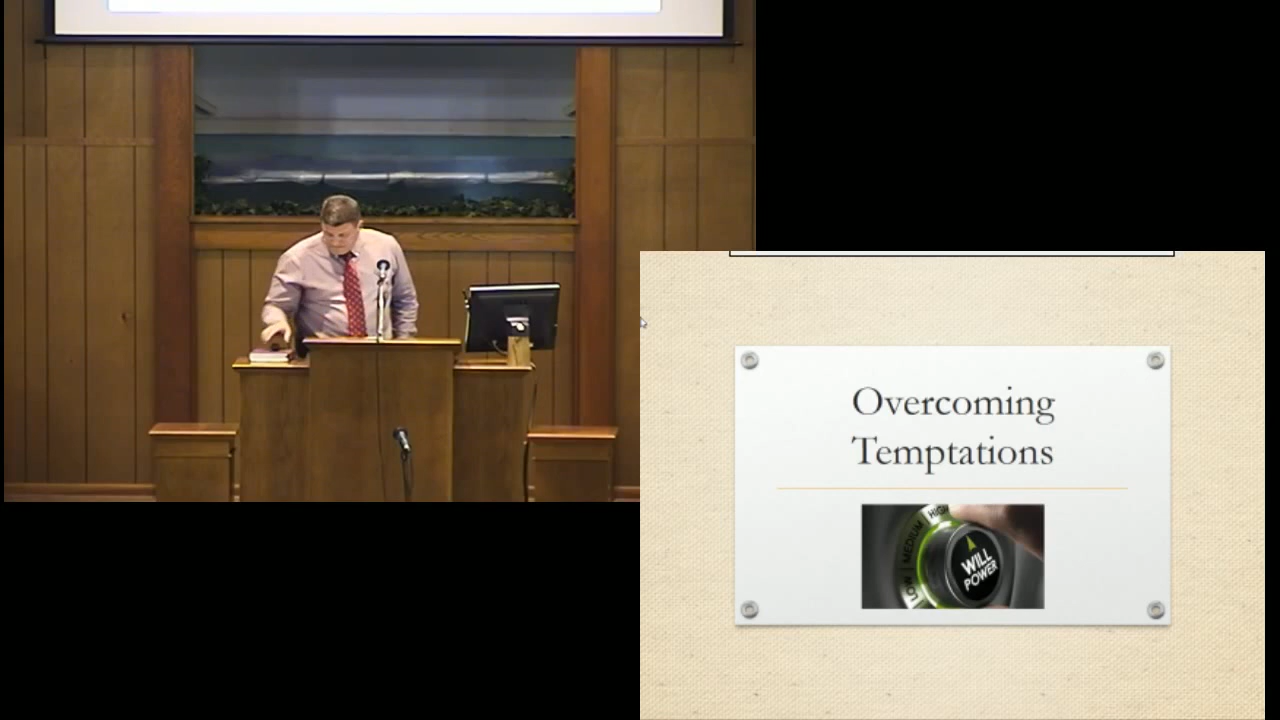 Overcoming
Temptations
LOW | MEDIUM | HIGH
WILL
POWER